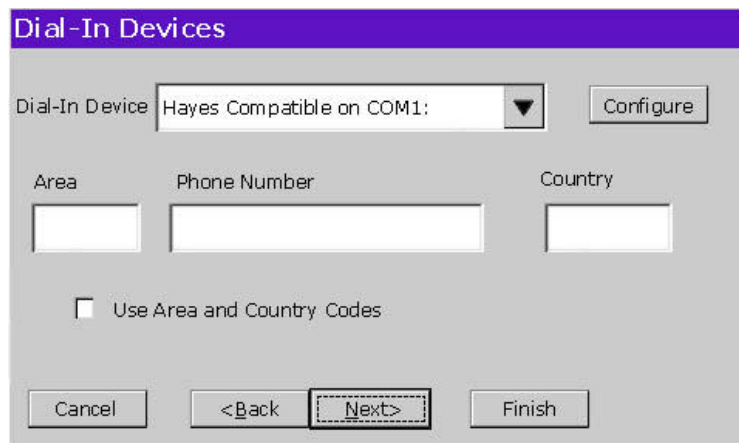 Dial-In Devices
Dial-In Device Hayes Compatible on COM1: Configure
Area Phone Number Country
Use Area and Country Codes
Cancel <Back Next> Finish